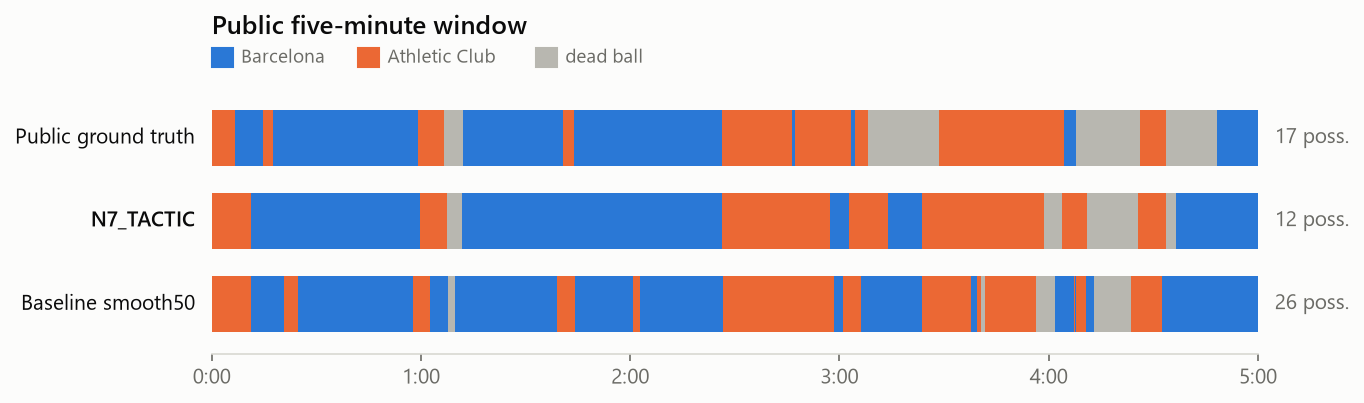 Public five-minute window
Barcelona Athletic Club dead ball
Public ground truth 17 poss.
N7_TACTIC 12 poss.
Baseline smooth50 26 poss.
0:00 1:00 2:00 3:00 4:00 5:00